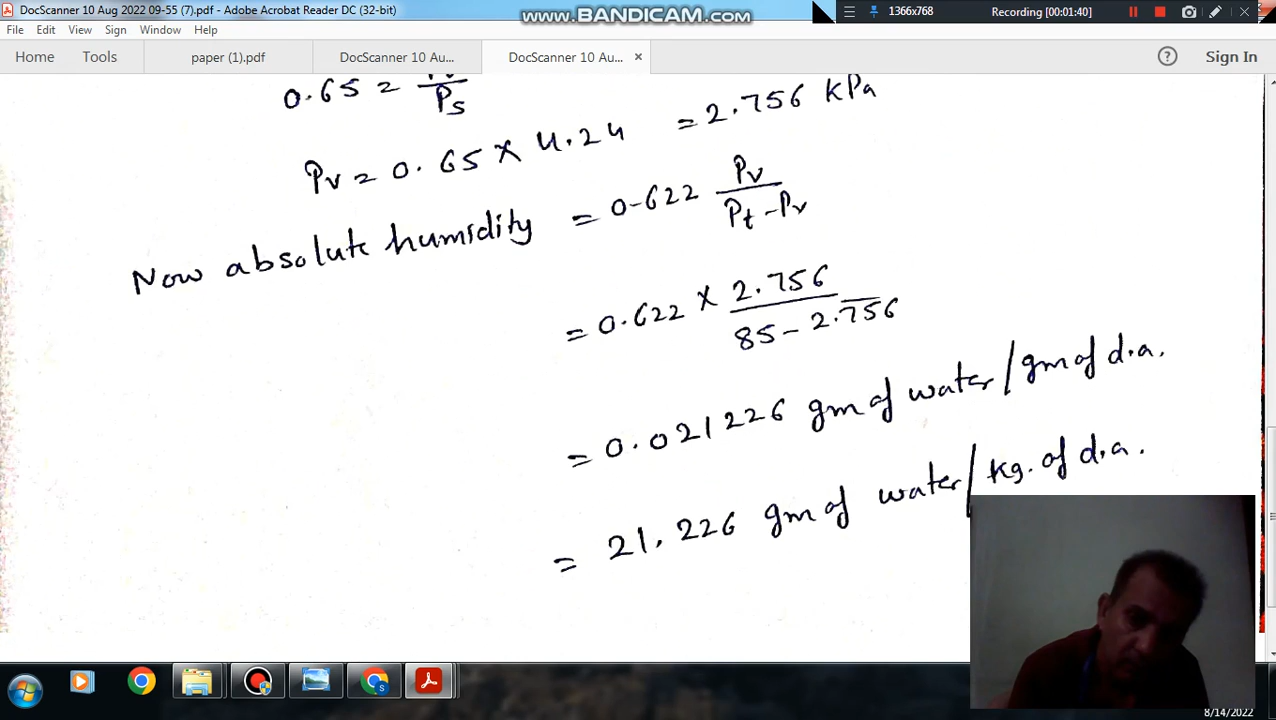 DocScanner 10 Aug 2022 09-55 (7).pdf - Adobe Acrobat Reader DC (32-bit)
www.BANDICAM.com
1366x768
Recording [00:01:40]
File Edit View Sign Window Help
Home Tools paper (1).pdf DocScanner 10 Au... DocScanner 10 Au... × Sign In
0.65 = Pv/Ps
Pv = 0.65 × 4.24 = 2.756 kPa
Now absolute humidity = 0.622 Pv/Pt-Pv
= 0.622 × 2.756/85-2.756
= 0.021226 gm of water/gm of d.a.
= 21.226 gm of water/kg. of d.a.
8/14/2022